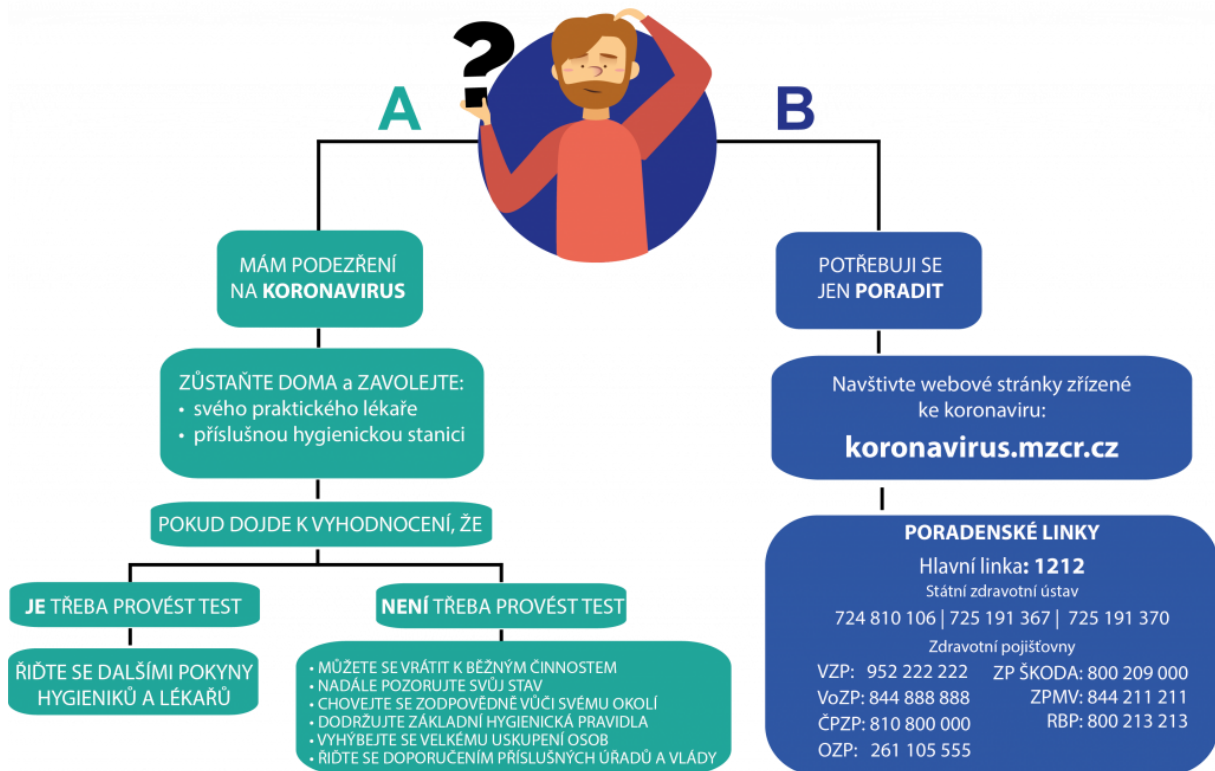 ?
A
B
MÁM PODEZŘENÍ
NA KORONAVIRUS
ZŮSTAŇTE DOMA a ZAVOLEJTE:
• svého praktického lékaře
• příslušnou hygienickou stanici
POKUD DOJDE K VYHODNOCENÍ, ŽE
JE TŘEBA PROVÉST TEST
ŘIĎTE SE DALŠÍMI POKYNY
HYGIENIKŮ A LÉKAŘŮ
NENÍ TŘEBA PROVÉST TEST
• MŮŽETE SE VRÁTIT K BĚŽNÝM ČINNOSTEM
• NADÁLE POZORUJTE SVŮJ STAV
• CHOVEJTE SE ZODPOVĚDNĚ VŮČI SVÉMU OKOLÍ
• DODRŽUJTE ZÁKLADNÍ HYGIENICKÁ PRAVIDLA
• VYHÝBEJTE SE VELKÉMU USKUPENÍ OSOB
• ŘIĎTE SE DOPORUČENÍM PŘÍSLUŠNÝCH ÚŘADŮ A VLÁDY
POTŘEBUJI SE
JEN PORADIT
Navštivte webové stránky zřízené
ke koronaviru:
koronavirus.mzcr.cz
PORADENSKÉ LINKY
Hlavní linka: 1212
Státní zdravotní ústav
724 810 106 | 725 191 367 | 725 191 370
Zdravotní pojišťovny
VZP: 952 222 222
VoZP: 844 888 888
ČPZP: 810 800 000
OZP: 261 105 555
ZP ŠKODA: 800 209 000
ZPMV: 844 211 211
RBP: 800 213 213